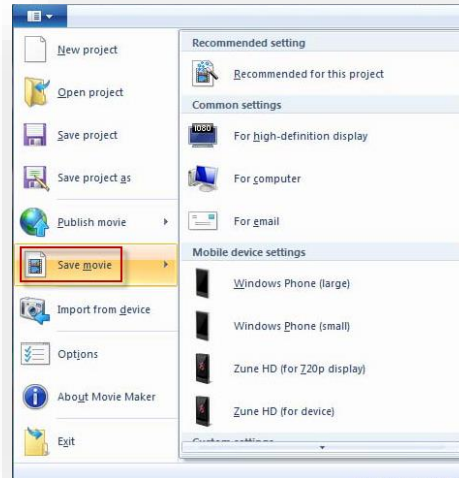 New project
Open project
Save project
Save project as
Publish movie
Save movie
Import from device
Options
About Movie Maker
Exit
Recommended setting
Recommended for this project
Common settings
1080
For high-definition display
For computer
For email
Mobile device settings
Windows Phone (large)
Windows Phone (small)
Zune HD (for 720p display)
Zune HD (for device)
Custom settings